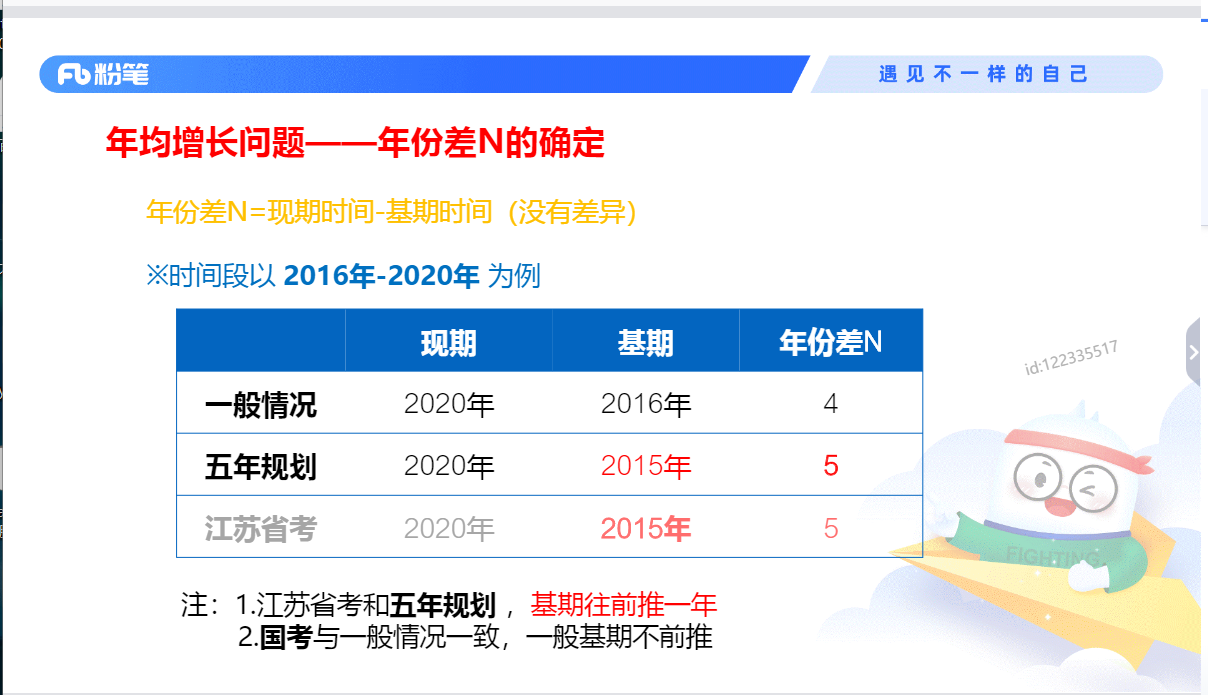 粉笔
遇见不一样的自己
年均增长问题——年份差N的确定
年份差N=现期时间-基期时间（没有差异）
※时间段以 2016年-2020年 为例
现期 基期 年份差N
一般情况 2020年 2016年 4
五年规划 2020年 2015年 5
江苏省考 2020年 2015年 5
id:122335517
FIGHTING
注：1.江苏省考和五年规划 ，基期往前推一年
2.国考与一般情况一致，一般基期不前推